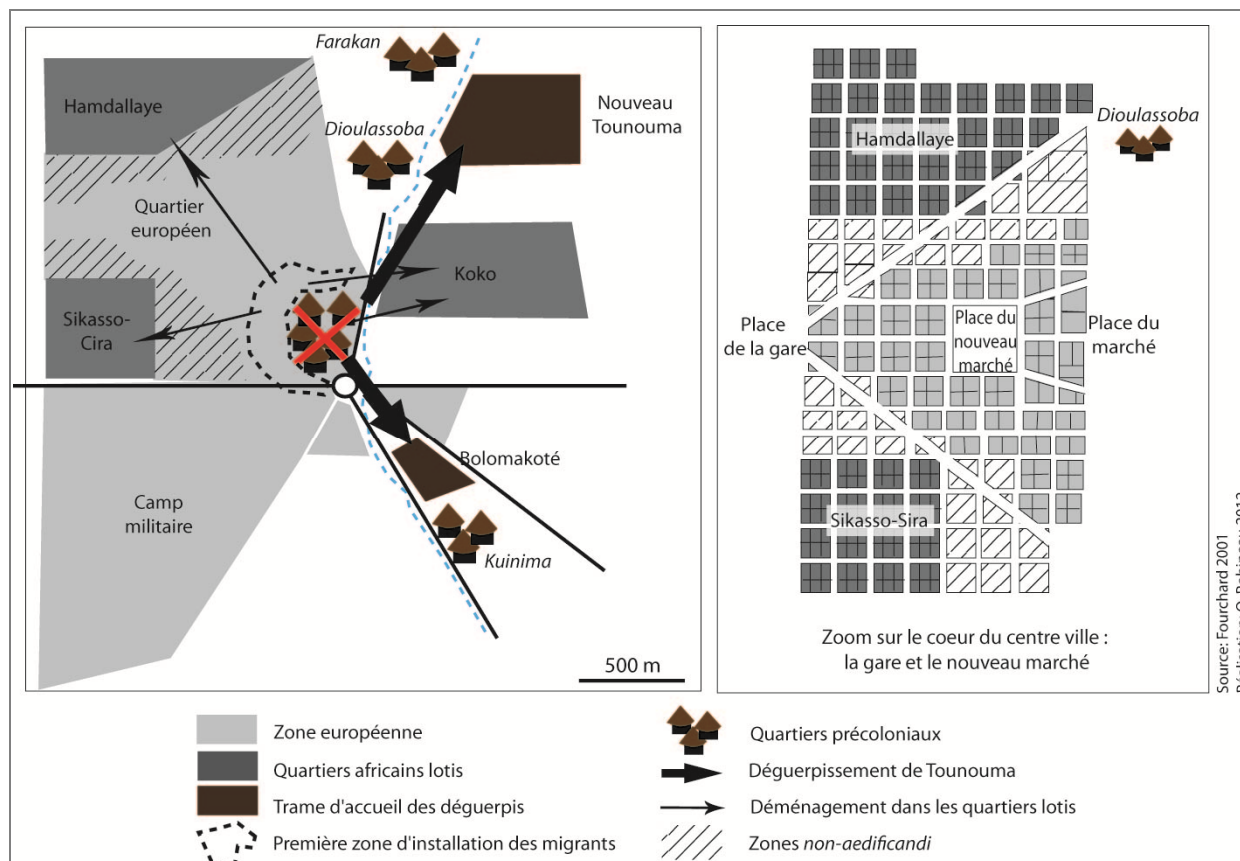 Farakan
Hamdallaye
Dioulassoba
Nouveau
Tounouma
Quartier
européen
Koko
Sikasso-
Cira
Bolomakoté
Camp
militaire
Kuinima
500 m
Dioulassoba
Hamdallaye
Place
de la gare
Place du
nouveau
marché
Place du
marché
Sikasso-Sira
Zoom sur le coeur du centre ville :
la gare et le nouveau marché
Source: Fourchard 2001
Zone européenne
Quartiers africains lotis
Trame d'accueil des déguerpis
Première zone d'installation des migrants
Quartiers précoloniaux
Déguerpissement de Tounouma
Déménagement dans les quartiers lotis
Zones non-aedificandi